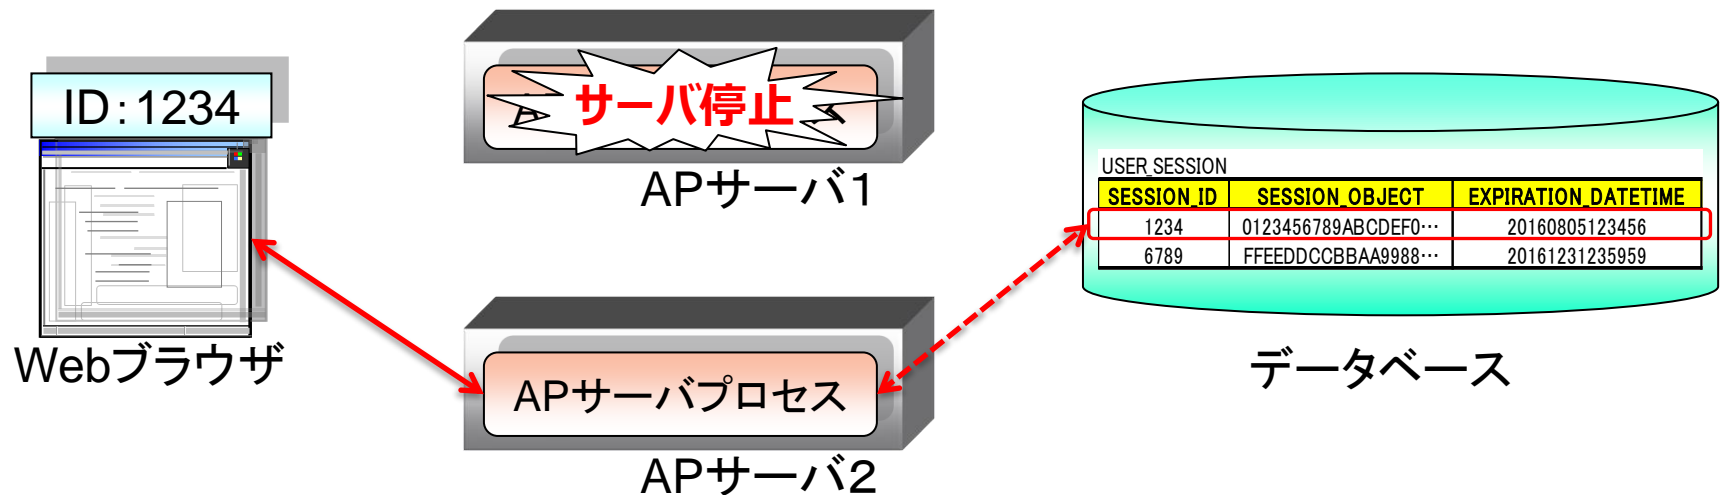 ID:1234
Webブラウザ
サーバ停止
APサーバ1
APサーバプロセス
APサーバ2
USER_SESSION
SESSION_ID SESSION_OBJECT EXPIRATION_DATETIME
1234 0123456789ABCDEF0… 20160805123456
6789 FFEEDDCCBBAA9988… 20161231235959
データベース